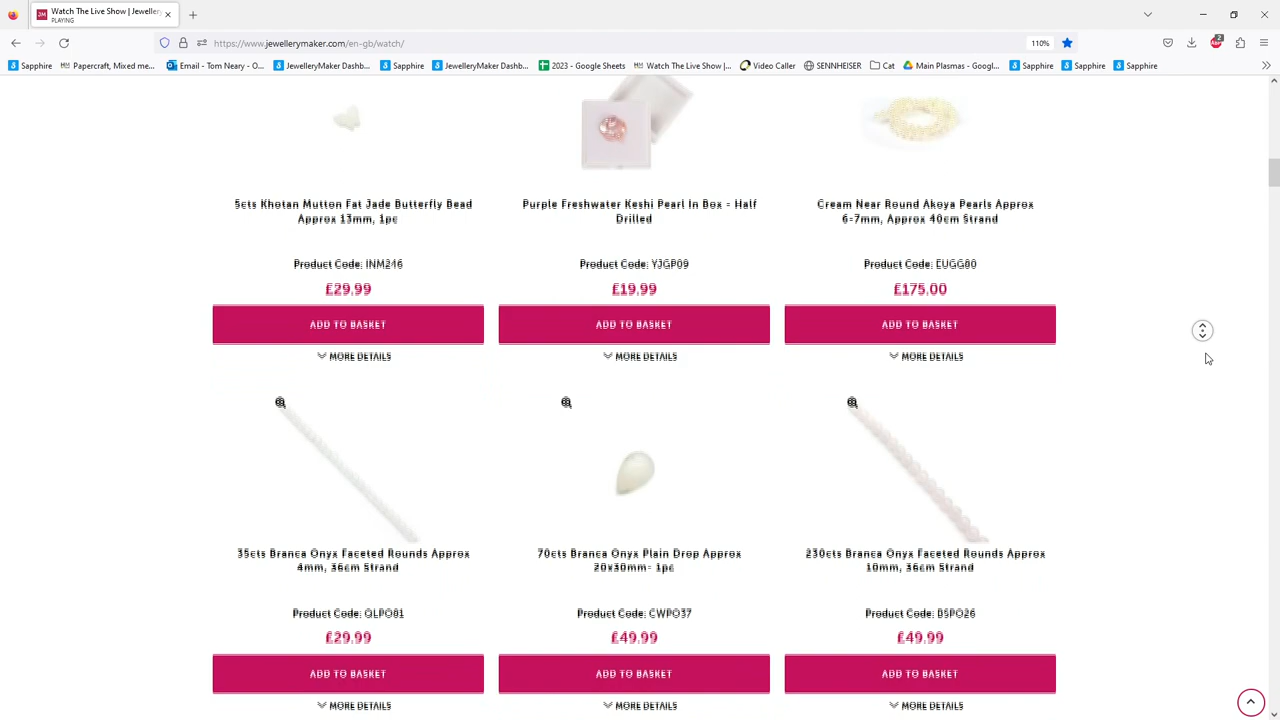 Watch The Live Show | Jeweller
PLAYING
https://www.jewellerymaker.com/en-gb/watch/
110%
2
Sapphire
Papercraft, Mixed me...
Email - Tom Neary - O...
JewelleryMaker Dashb...
Sapphire
JewelleryMaker Dashb...
2023 - Google Sheets
Watch The Live Show |...
Video Caller
SENNHEISER
Cat
Main Plasmas - Googl...
Sapphire
Sapphire
Sapphire
5cts Khotan Mutton Fat Jade Butterfly Bead
Approx 13mm, 1pc
Product Code: INM246
£29.99
ADD TO BASKET
MORE DETAILS
Purple Freshwater Keshi Pearl In Box - Half
Drilled
Product Code: YJGP09
£19.99
ADD TO BASKET
MORE DETAILS
Cream Near Round Akoya Pearls Approx
6-7mm, Approx 40cm Strand
Product Code: EUGG80
£175.00
ADD TO BASKET
MORE DETAILS
35cts Branca Onyx Faceted Rounds Approx
4mm, 36cm Strand
Product Code: QLPO81
£29.99
ADD TO BASKET
MORE DETAILS
70cts Branca Onyx Plain Drop Approx
20x30mm- 1pc
Product Code: CWPO37
£49.99
ADD TO BASKET
MORE DETAILS
230cts Branca Onyx Faceted Rounds Approx
10mm, 36cm Strand
Product Code: BSPO26
£49.99
ADD TO BASKET
MORE DETAILS